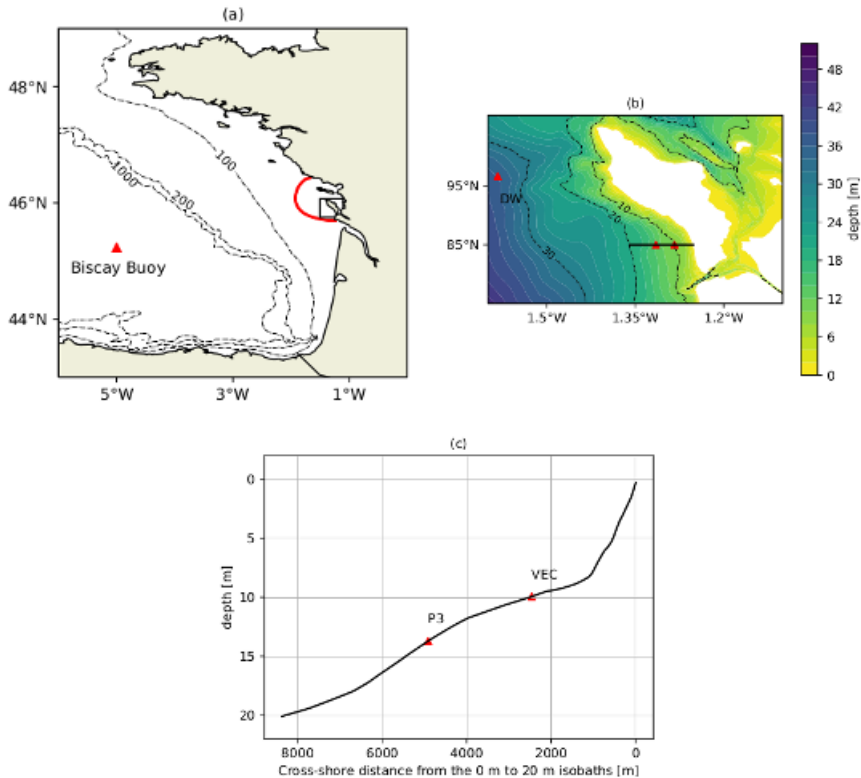 (a)
48°N
46°N
44°N
5°W
3°W
1°W
100
200
1000
Biscay Buoy
(b)
95°N
85°N
DW
10
20
30
1.5°W
1.35°W
1.2°W
48
42
36
30
24
18
12
6
0
depth [m]
(c)
0
5
10
15
20
depth [m]
P3
VEC
8000
6000
4000
2000
0
Cross-shore distance from the 0 m to 20 m isobaths [m]